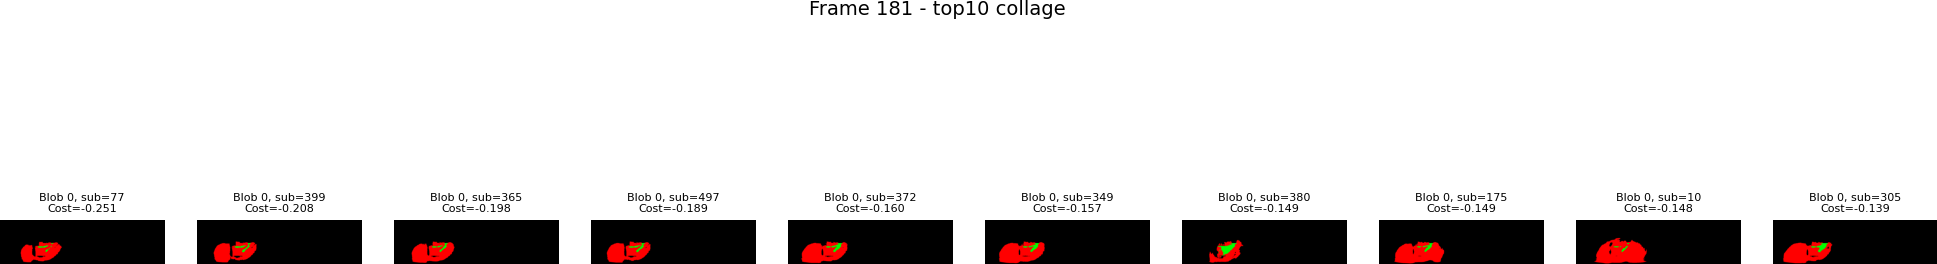 Frame 181 - top10 collage
Blob 0, sub=77
Cost=-0.251
Blob 0, sub=399
Cost=-0.208
Blob 0, sub=365
Cost=-0.198
Blob 0, sub=497
Cost=-0.189
Blob 0, sub=372
Cost=-0.160
Blob 0, sub=349
Cost=-0.157
Blob 0, sub=380
Cost=-0.149
Blob 0, sub=175
Cost=-0.149
Blob 0, sub=10
Cost=-0.148
Blob 0, sub=305
Cost=-0.139